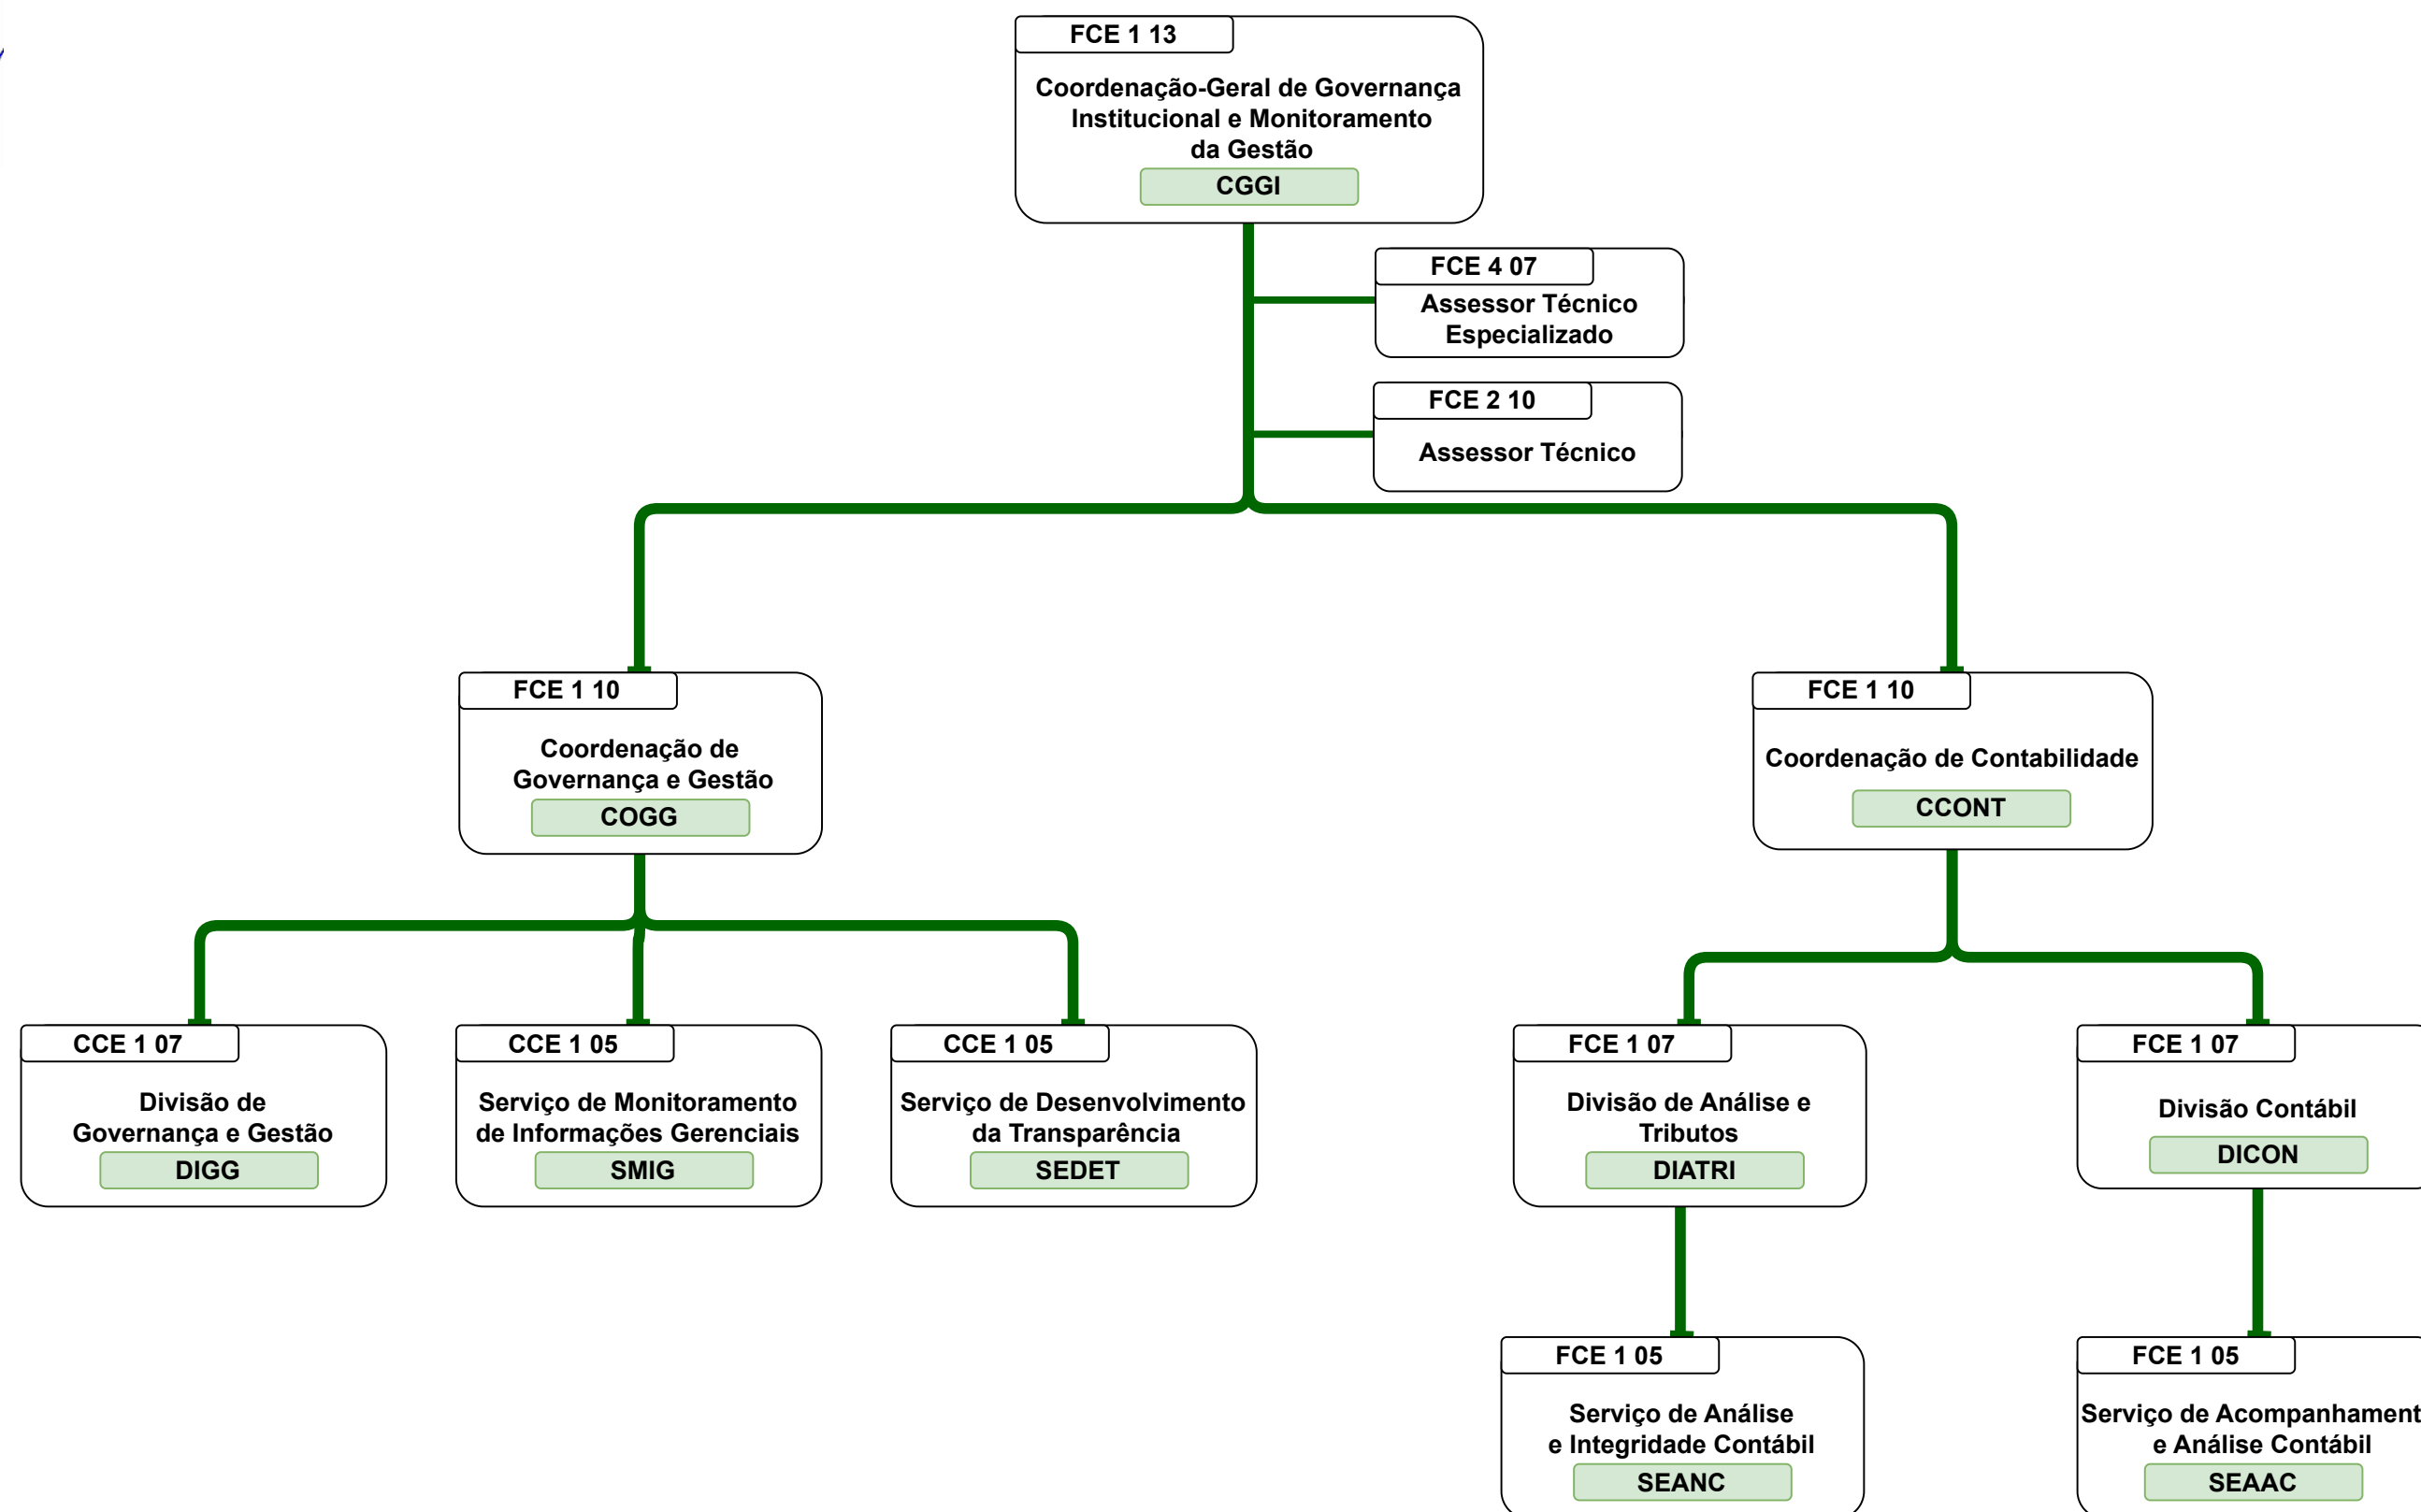 FCE 1 13
Coordenação-Geral de Governança
Institucional e Monitoramento
da Gestão
CGGI
FCE 4 07
Assessor Técnico
Especializado
FCE 2 10
Assessor Técnico
FCE 1 10
Coordenação de
Governança e Gestão
COGG
FCE 1 10
Coordenação de Contabilidade
CCONT
CCE 1 07
Divisão de
Governança e Gestão
DIGG
CCE 1 05
Serviço de Monitoramento
de Informações Gerenciais
SMIG
CCE 1 05
Serviço de Desenvolvimento
da Transparência
SEDET
FCE 1 07
Divisão de Análise e
Tributos
DIATRI
FCE 1 07
Divisão Contábil
DICON
FCE 1 05
Serviço de Análise
e Integridade Contábil
SEANC
FCE 1 05
Serviço de Acompanhament
e Análise Contábil
SEAAC